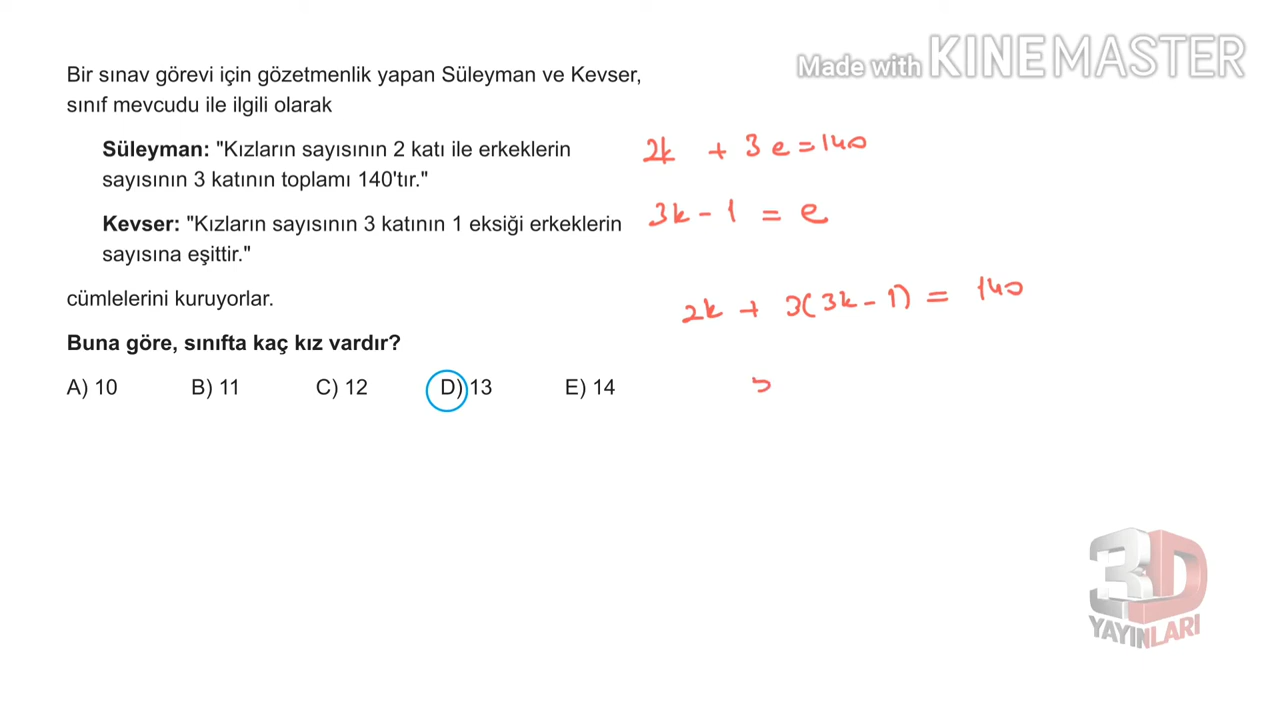 Made with KINEMASTER
Bir sınav görevi için gözetmenlik yapan Süleyman ve Kevser,
sınıf mevcudu ile ilgili olarak
Süleyman: "Kızların sayısının 2 katı ile erkeklerin
sayısının 3 katının toplamı 140'tır."
2k + 3e = 140
Kevser: "Kızların sayısının 3 katının 1 eksiği erkeklerin
sayısına eşittir."
3k - 1 = e
cümlelerini kuruyorlar.
2k + 3(3k - 1) = 140
Buna göre, sınıfta kaç kız vardır?
A) 10 B) 11 C) 12 D) 13 E) 14
3D
YAYINLARI